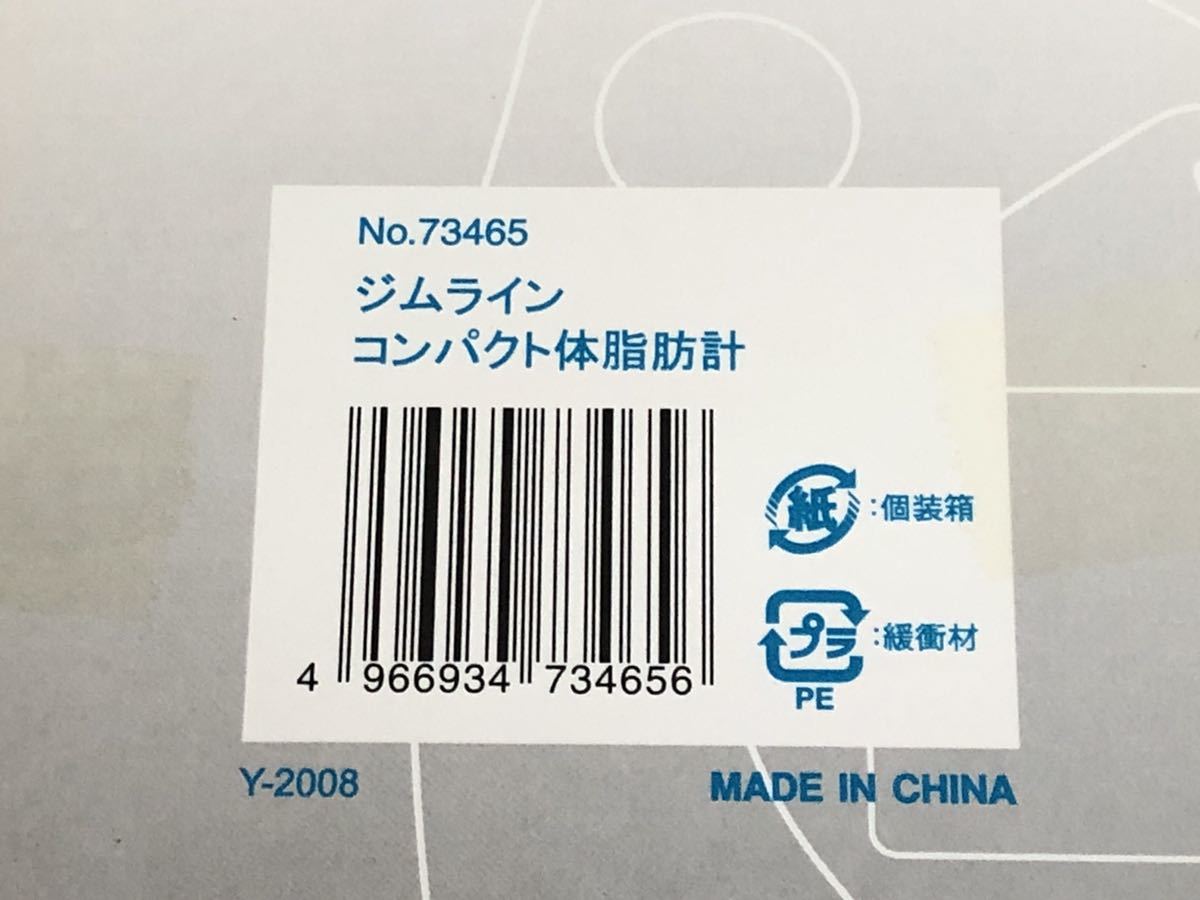 No.73465
ジムライン
コンパクト体脂肪計
紙:個装箱
プラ:緩衝材
PE
4 966934 734656
Y-2008
MADE IN CHINA